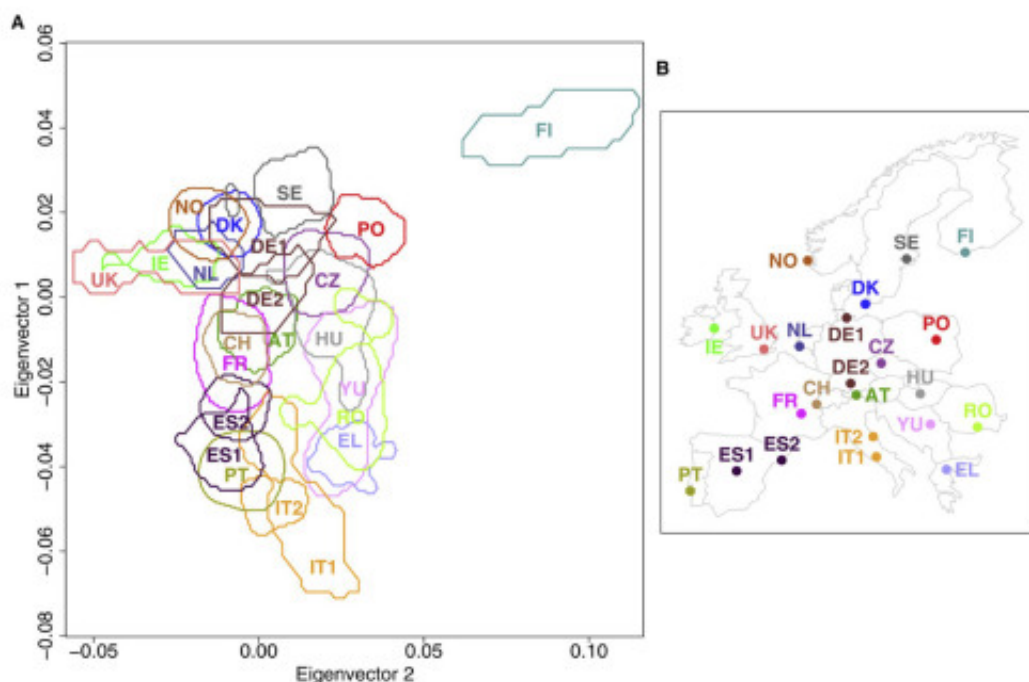 A
0.06
0.04
0.02
0.00
−0.02
−0.04
−0.06
−0.08
Eigenvector 1
−0.05
0.00
0.05
0.10
Eigenvector 2
FI
SE
NO
DK
PO
DE1
IE
NL
UK
CZ
DE2
HU
AT
CH
FR
YU
RO
ES2
EL
ES1
PT
IT2
IT1
B
SE
FI
NO
DK
PO
UK
NL
DE1
IE
CZ
DE2
HU
CH
AT
FR
RO
YU
IT2
ES1
ES2
IT1
PT
EL